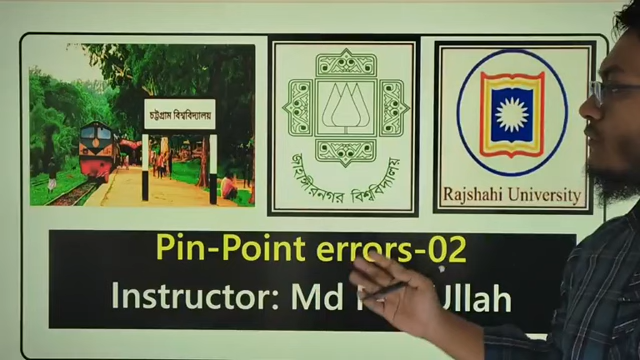 চট্টগ্রাম বিশ্ববিদ্যালয়
জাহাঙ্গীরনগর বিশ্ববিদ্যালয়
Rajshahi University
Pin-Point errors-02
Instructor: Md Ullah